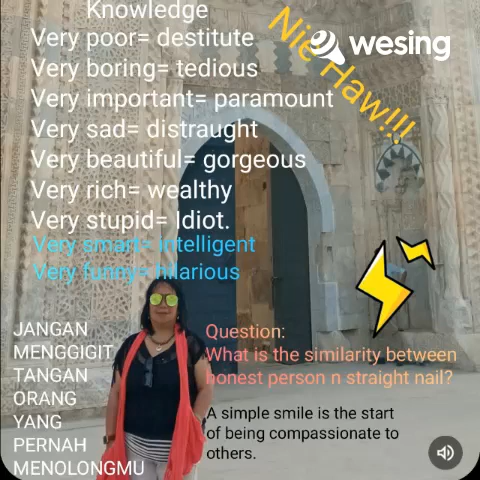 Knowledge
Very poor= destitute
Very boring= tedious
Very important= paramount
Very sad= distraught
Very beautiful= gorgeous
Very rich= wealthy
Very stupid= Idiot.
Very smart= intelligent
Very funny= hilarious
Nie Haw!!!
wesing
JANGAN
MENGGIGIT
TANGAN
ORANG
YANG
PERNAH
MENOLONGMU
Question:
What is the similarity between
honest person n straight nail?
A simple smile is the start
of being compassionate to
others.